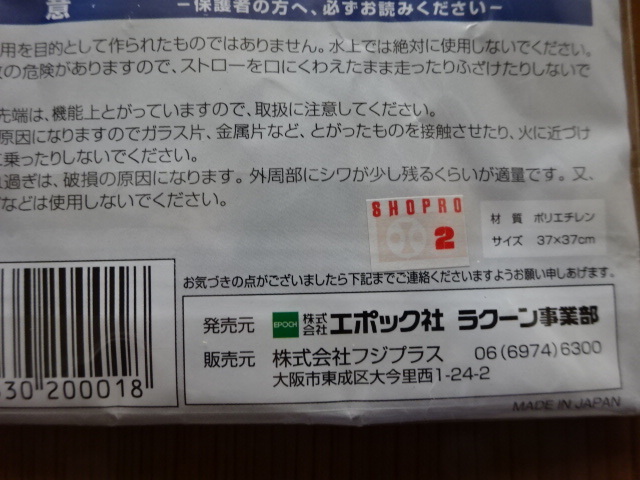 意 －保護者の方へ、必ずお読みください－
用を目的として作られたものではありません。水上では絶対に使用しないでください。
の危険がありますので、ストローを口にくわえたまま走ったりふざけたりしないで
先端は、機能上とがっていますので、取扱に注意してください。
原因になりますのでガラス片、金属片など、とがったものを接触させたり、火に近づけ
乗ったりしないでください。
過ぎは、破損の原因になります。外周部にシワが少し残るくらいが適量です。又、
などは使用しないでください。
SHOPRO
2
材質 ポリエチレン
サイズ 37×37cm
お気づきの点がございましたら下記までご連絡くださいますようお願い申しあげます。
発売元 EPOCH 株式会社 エポック社 ラクーン事業部
販売元 株式会社フジプラス 06(6974)6300
大阪市東成区大今里西1-24-2
30200018
MADE IN JAPAN